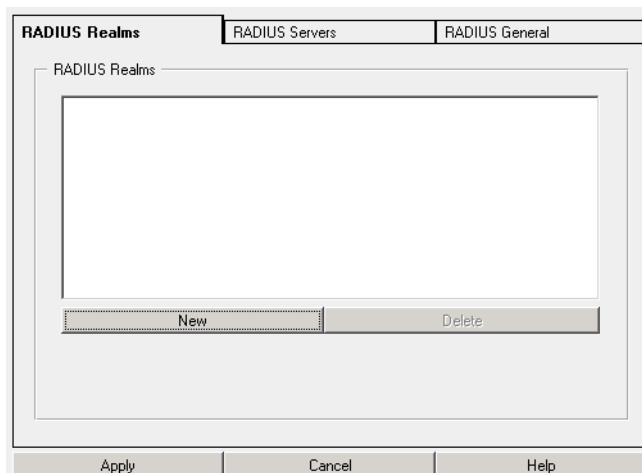 RADIUS Realms RADIUS Servers RADIUS General
RADIUS Realms
New Delete
Apply Cancel Help